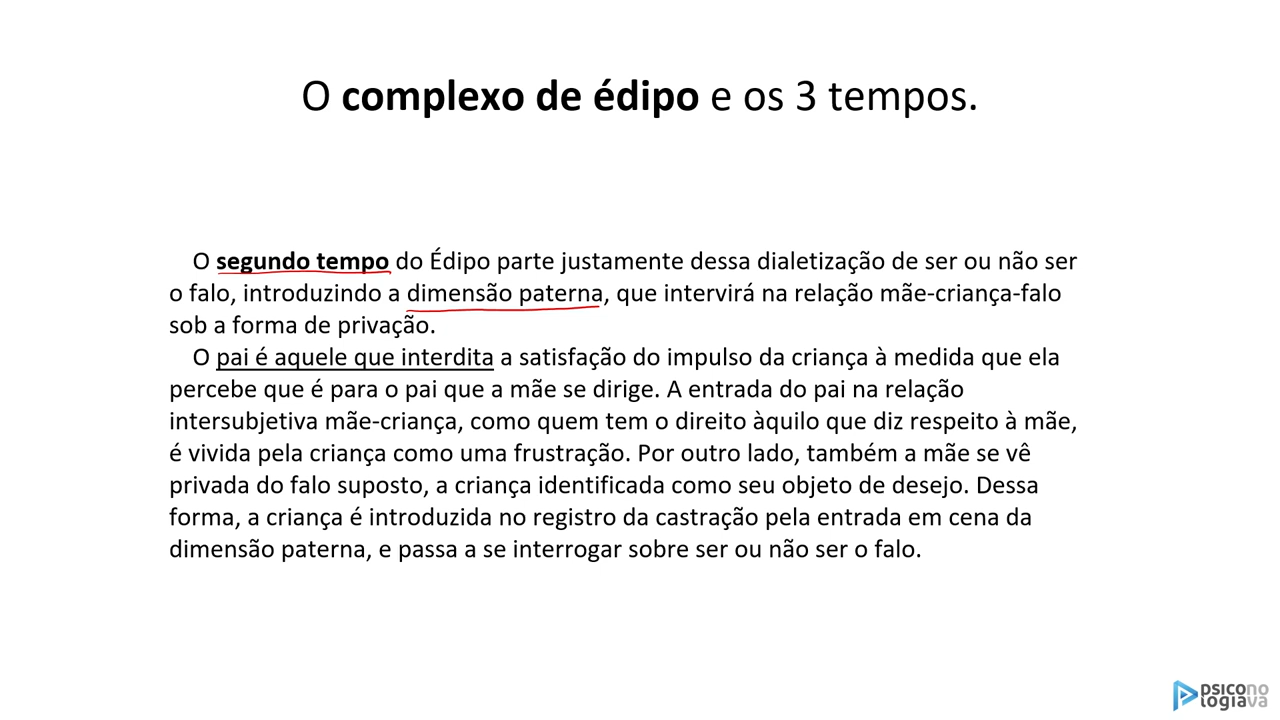 O complexo de édipo e os 3 tempos.
O segundo tempo do Édipo parte justamente dessa dialetização de ser ou não ser
o falo, introduzindo a dimensão paterna, que intervirá na relação mãe-criança-falo
sob a forma de privação.
O pai é aquele que interdita a satisfação do impulso da criança à medida que ela
percebe que é para o pai que a mãe se dirige. A entrada do pai na relação
intersubjetiva mãe-criança, como quem tem o direito àquilo que diz respeito à mãe,
é vivida pela criança como uma frustração. Por outro lado, também a mãe se vê
privada do falo suposto, a criança identificada como seu objeto de desejo. Dessa
forma, a criança é introduzida no registro da castração pela entrada em cena da
dimensão paterna, e passa a se interrogar sobre ser ou não ser o falo.
psicono
logiava